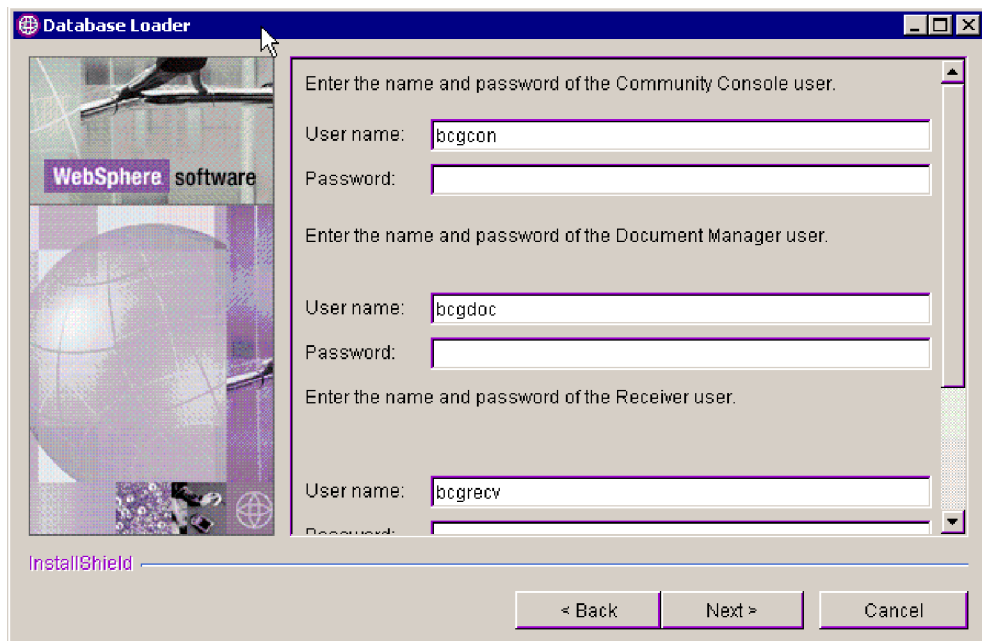 Database Loader
WebSphere software
Enter the name and password of the Community Console user.
User name: bcgcon
Password:
Enter the name and password of the Document Manager user.
User name: bcgdoc
Password:
Enter the name and password of the Receiver user.
User name: bcgrecv
Password:
InstallShield
< Back Next > Cancel